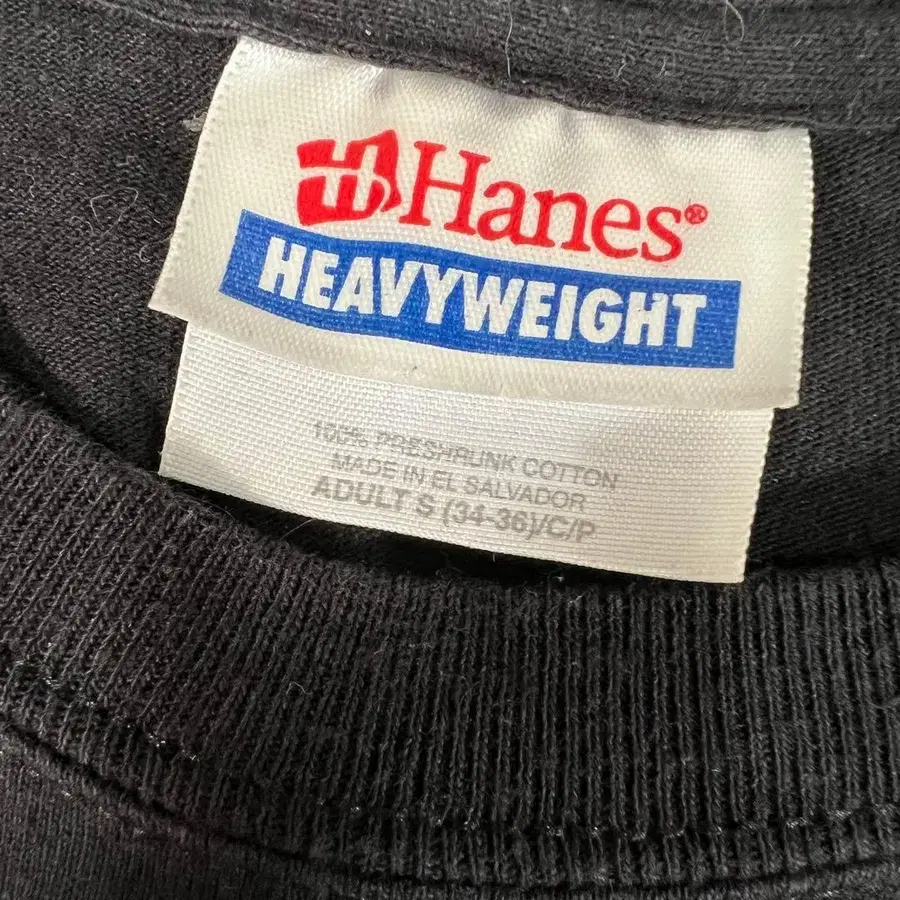 Hanes®
HEAVYWEIGHT
100% PRESHRUNK COTTON
MADE IN EL SALVADOR
ADULT S (34-36)/C/P